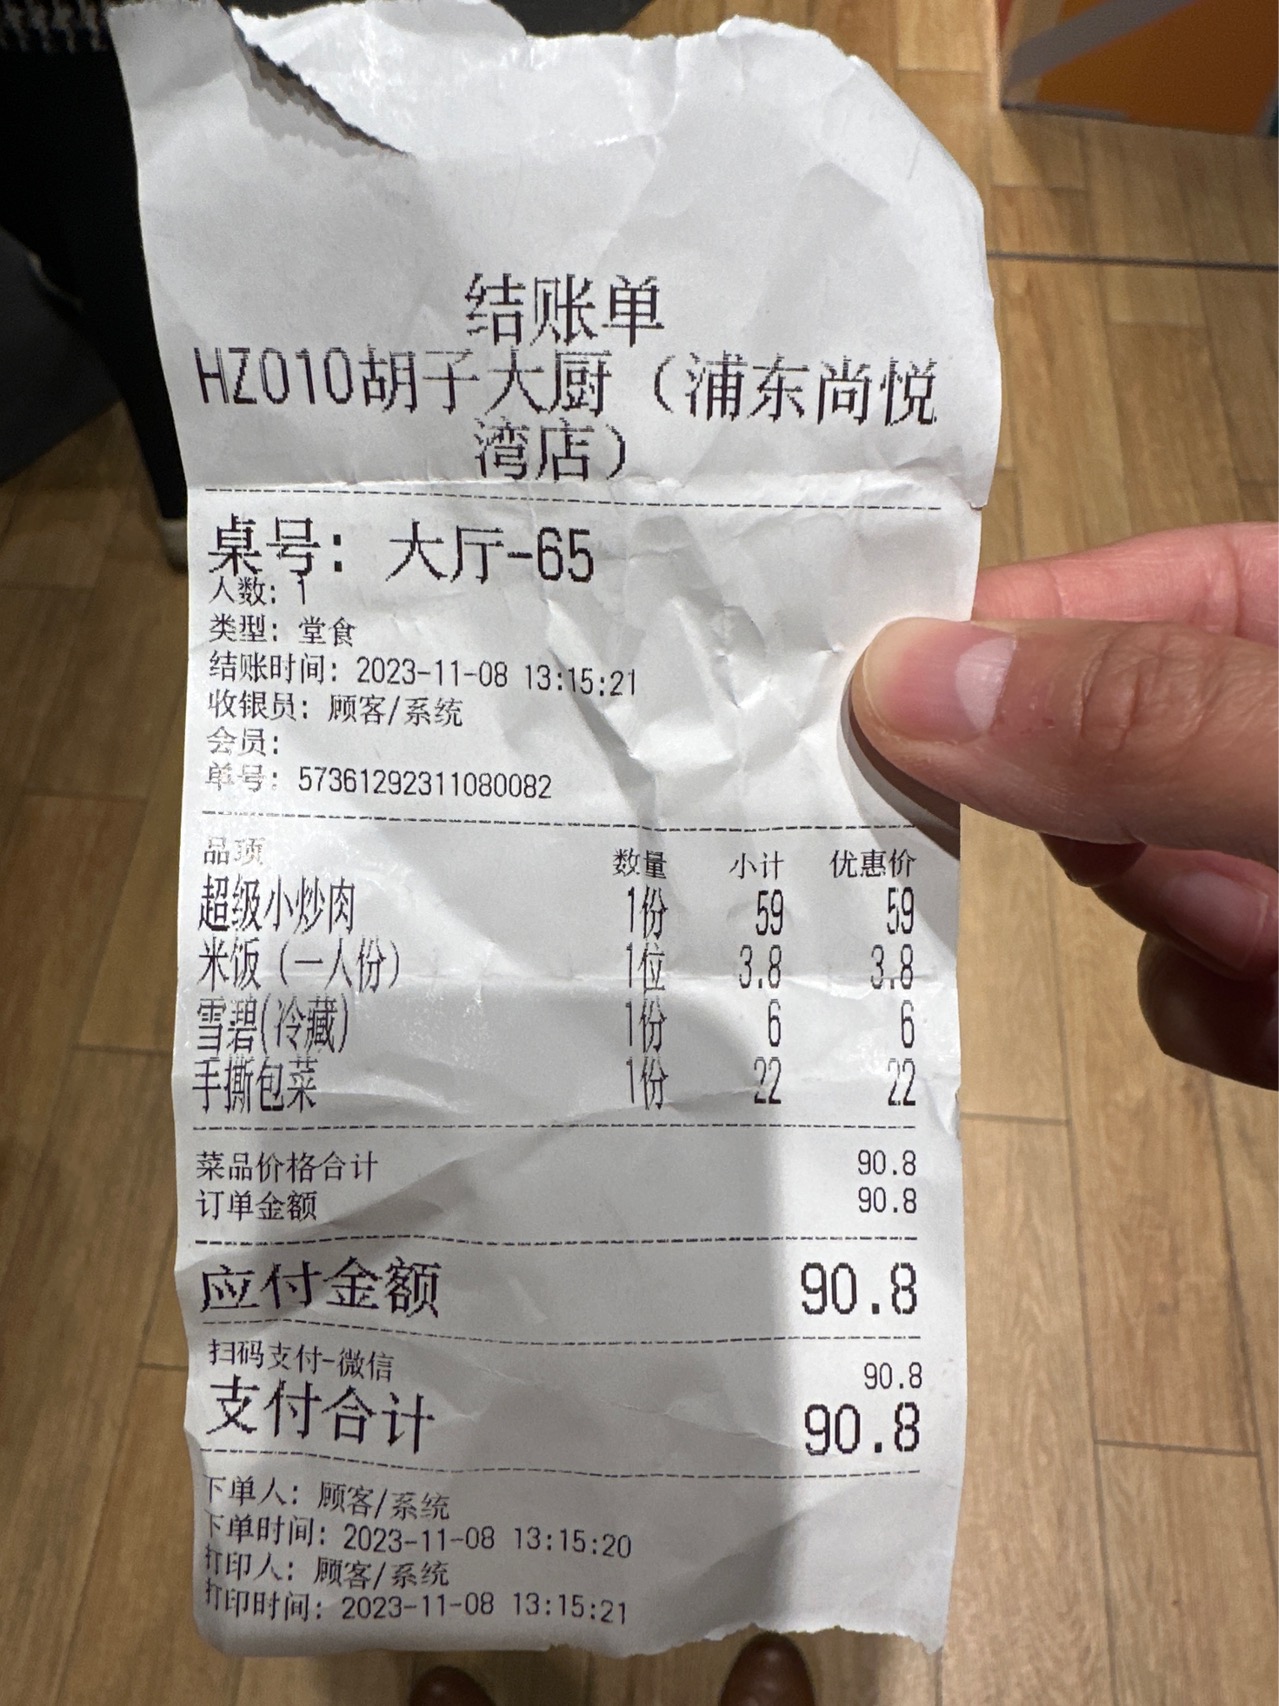 结账单
HZ010胡子大厨（浦东尚悦
湾店）
桌号：大厅-65
人数：1
类型：堂食
结账时间：2023-11-08 13:15:21
收银员：顾客/系统
会员：
单号：57361292311080082
品项 数量 小计 优惠价
超级小炒肉 1份 59 59
米饭（一人份） 1位 3.8 3.8
雪碧(冷藏) 1份 6 6
手撕包菜 1份 22 22
菜品价格合计 90.8
订单金额 90.8
应付金额 90.8
扫码支付-微信 90.8
支付合计 90.8
下单人：顾客/系统
下单时间：2023-11-08 13:15:20
打印人：顾客/系统
打印时间：2023-11-08 13:15:21